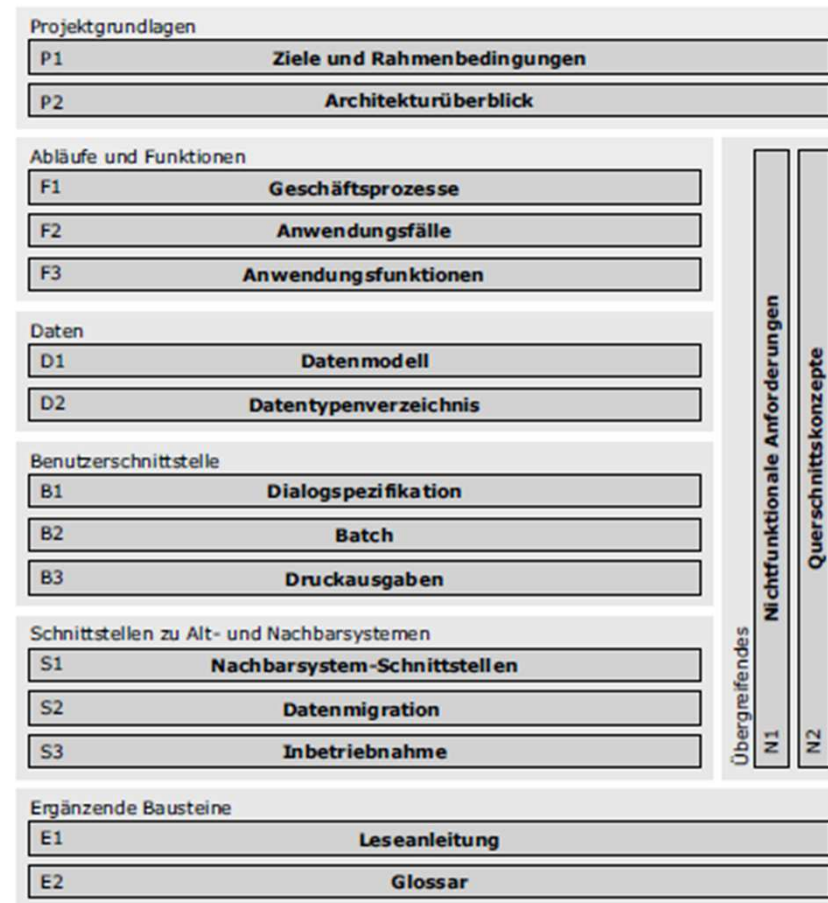 Projektgrundlagen
P1 Ziele und Rahmenbedingungen
P2 Architekturüberblick
Abläufe und Funktionen
F1 Geschäftsprozesse
F2 Anwendungsfälle
F3 Anwendungsfunktionen
Daten
D1 Datenmodell
D2 Datentypenverzeichnis
Benutzerschnittstelle
B1 Dialogspezifikation
B2 Batch
B3 Druckausgaben
Schnittstellen zu Alt- und Nachbarsystemen
S1 Nachbarsystem-Schnittstellen
S2 Datenmigration
S3 Inbetriebnahme
Übergreifendes
N1 Nichtfunktionale Anforderungen
N2 Querschnittskonzepte
Ergänzende Bausteine
E1 Leseanleitung
E2 Glossar